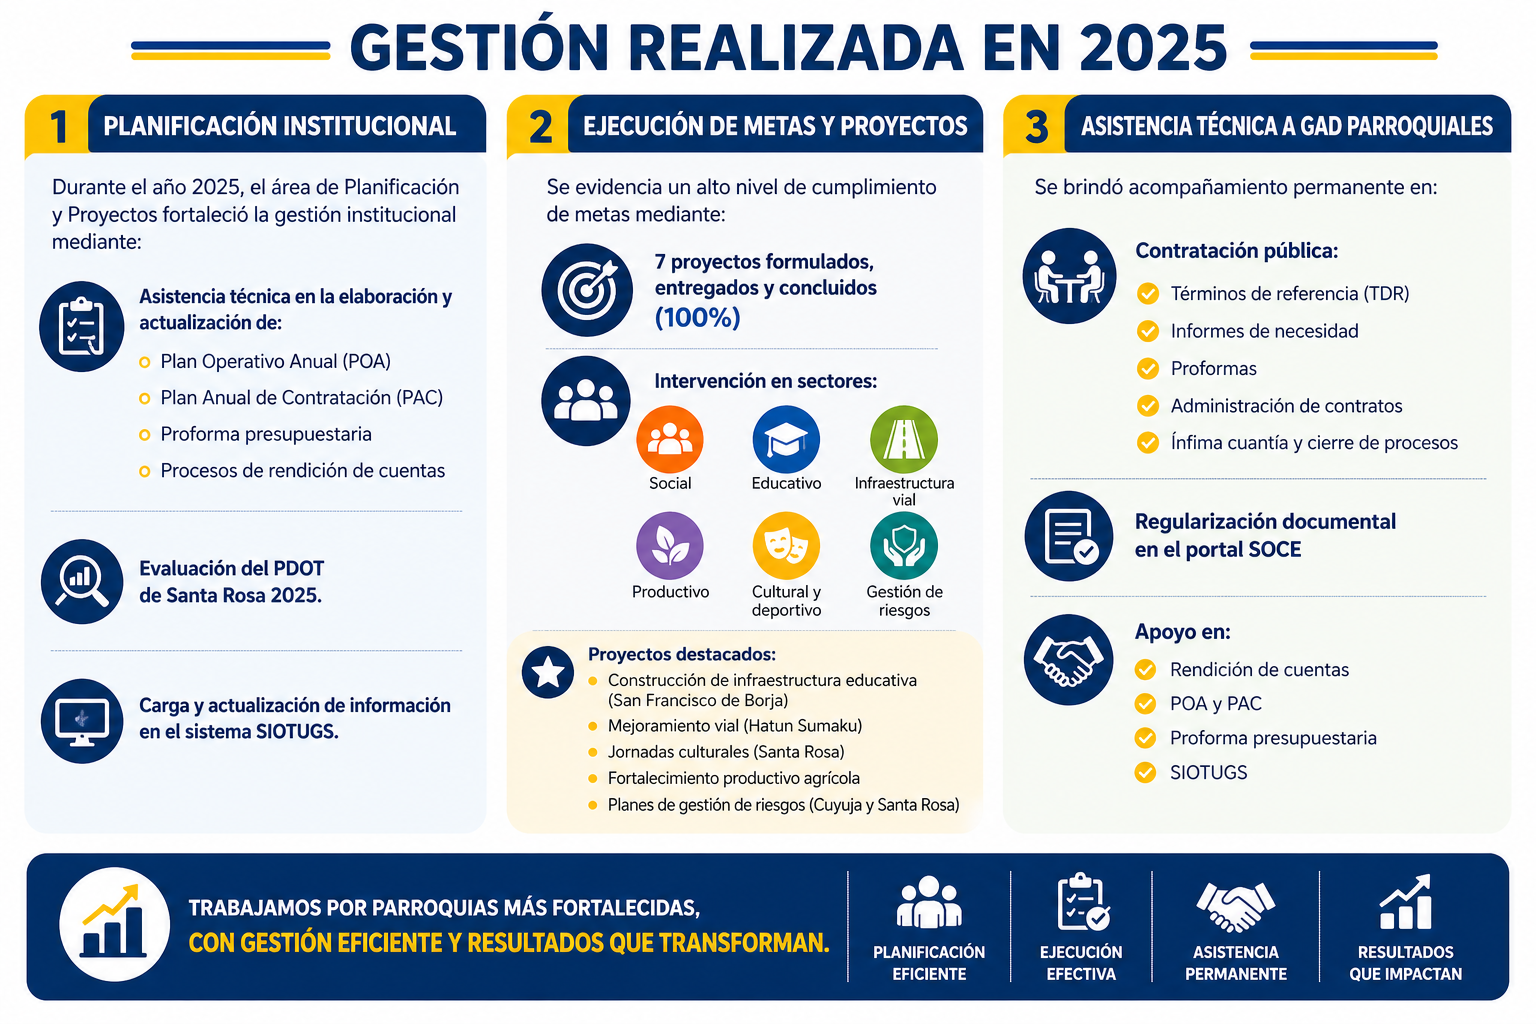 GESTIÓN REALIZADA EN 2025
1
PLANIFICACIÓN INSTITUCIONAL
Durante el año 2025, el área de Planificación
y Proyectos fortaleció la gestión institucional
mediante:
Asistencia técnica en la elaboración y
actualización de:
Plan Operativo Anual (POA)
Plan Anual de Contratación (PAC)
Proforma presupuestaria
Procesos de rendición de cuentas
Evaluación del PDOT
de Santa Rosa 2025.
Carga y actualización de información
en el sistema SIOTUGS.
2
EJECUCIÓN DE METAS Y PROYECTOS
Se evidencia un alto nivel de cumplimiento
de metas mediante:
7 proyectos formulados,
entregados y concluidos
(100%)
Intervención en sectores:
Social
Educativo
Infraestructura
vial
Productivo
Cultural y
deportivo
Gestión de
riesgos
Proyectos destacados:
Construcción de infraestructura educativa
(San Francisco de Borja)
Mejoramiento vial (Hatun Sumaku)
Jornadas culturales (Santa Rosa)
Fortalecimiento productivo agrícola
Planes de gestión de riesgos (Cuyuja y Santa Rosa)
3
ASISTENCIA TÉCNICA A GAD PARROQUIALES
Se brindó acompañamiento permanente en:
Contratación pública:
Términos de referencia (TDR)
Informes de necesidad
Proformas
Administración de contratos
Ínfima cuantía y cierre de procesos
Regularización documental
en el portal SOCE
Apoyo en:
Rendición de cuentas
POA y PAC
Proforma presupuestaria
SIOTUGS
TRABAJAMOS POR PARROQUIAS MÁS FORTALECIDAS,
CON GESTIÓN EFICIENTE Y RESULTADOS QUE TRANSFORMAN.
PLANIFICACIÓN
EFICIENTE
EJECUCIÓN
EFECTIVA
ASISTENCIA
PERMANENTE
RESULTADOS
QUE IMPACTAN